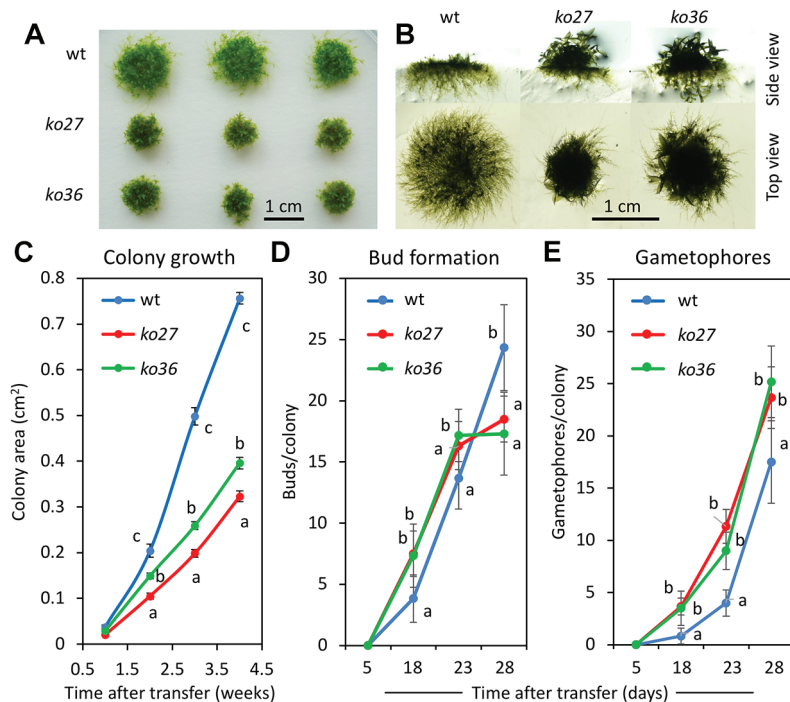 A
wt
ko27
ko36
1 cm
B
wt
ko27
ko36
Side view
Top view
1 cm
C
Colony growth
Colony area (cm²)
0.8
0.7
0.6
0.5
0.4
0.3
0.2
0.1
0
wt
ko27
ko36
c
c
c
b
b
b
a
a
a
0.5
1.5
2.5
3.5
4.5
Time after transfer (weeks)
D
Bud formation
Buds/colony
30
25
20
15
10
5
0
wt
ko27
ko36
b
b
b
b
a
a
a
a
5
18
23
28
E
Gametophores
Gametophores/colony
35
30
25
20
15
10
5
0
wt
ko27
ko36
b
b
b
b
b
b
a
a
a
5
18
23
28
Time after transfer (days)